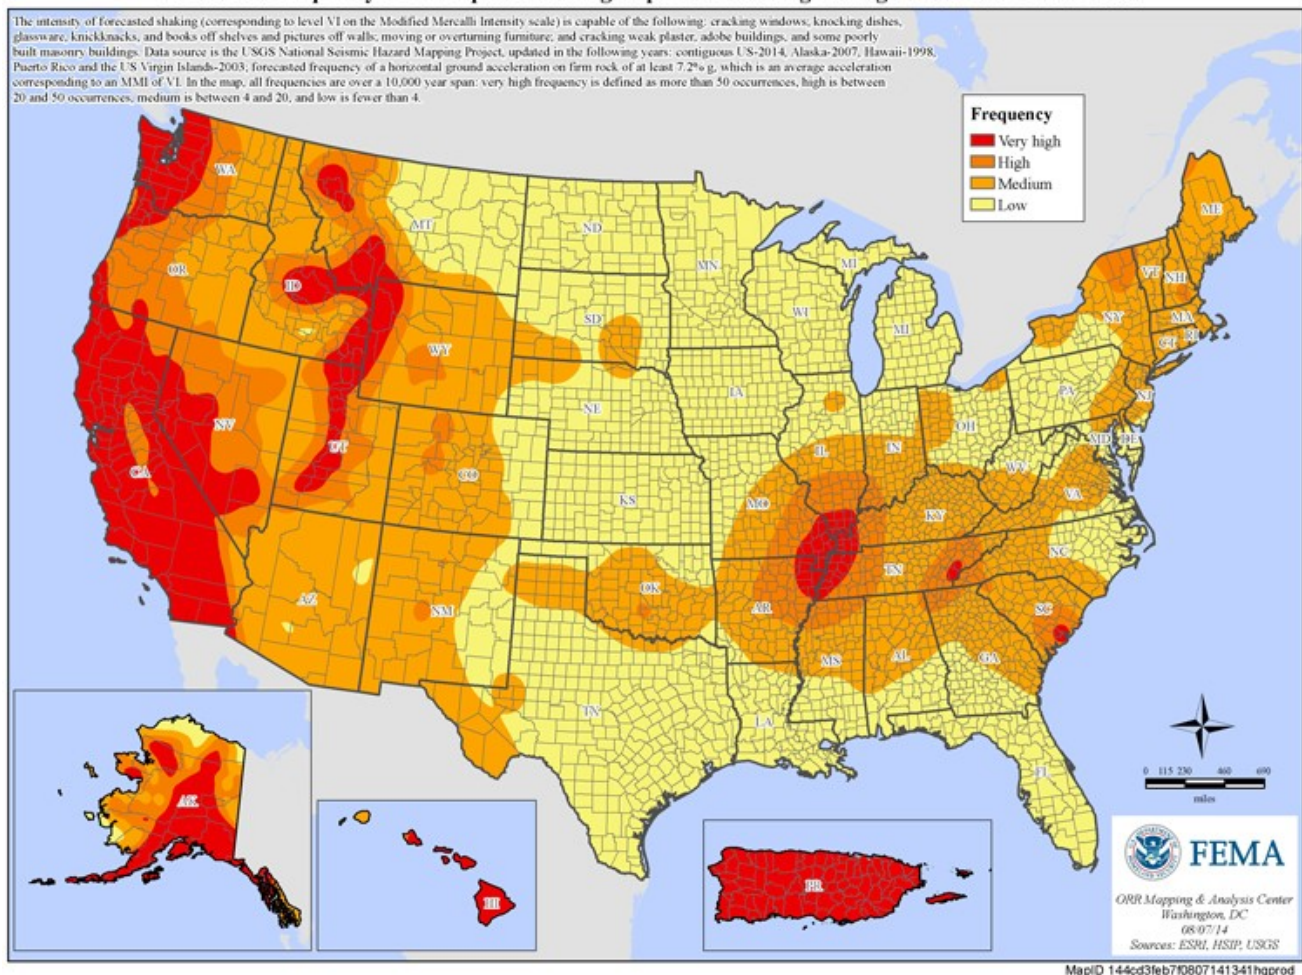 The intensity of forecasted shaking (corresponding to level VI on the Modified Mercalli Intensity scale) is capable of the following: cracking windows; knocking dishes,
glassware, knickknacks, and books off shelves and pictures off walls; moving or overturning furniture; and cracking weak plaster, adobe buildings, and some poorly
built masonry buildings. Data source is the USGS National Seismic Hazard Mapping Project, updated in the following years: contiguous US-2014, Alaska-2007, Hawaii-1998,
Puerto Rico and the US Virgin Islands-2003; forecasted frequency of a horizontal ground acceleration on firm rock of at least 7.2% g, which is an average acceleration
corresponding to an MMI of VI. In the map, all frequencies are over a 10,000 year span: very high frequency is defined as more than 50 occurrences, high is between
20 and 50 occurrences, medium is between 4 and 20, and low is fewer than 4.
Frequency
Very high
High
Medium
Low
WA
MT
ND
MN
MI
ME
OR
ID
SD
WI
MI
VT
NH
NY
MA
CT
RI
WY
IA
PA
NJ
NE
NV
UT
CO
IL
IN
OH
MD
DE
WV
CA
KS
MO
KY
VA
AZ
NM
OK
AR
TN
NC
SC
MS
AL
GA
TX
LA
FL
AK
HI
PR
0 115 230 460 690
miles
FEMA
ORR Mapping & Analysis Center
Washington, DC
08/07/14
Sources: ESRI, HSIP, USGS
MapID 144cd3feb7f0807141341hqprod